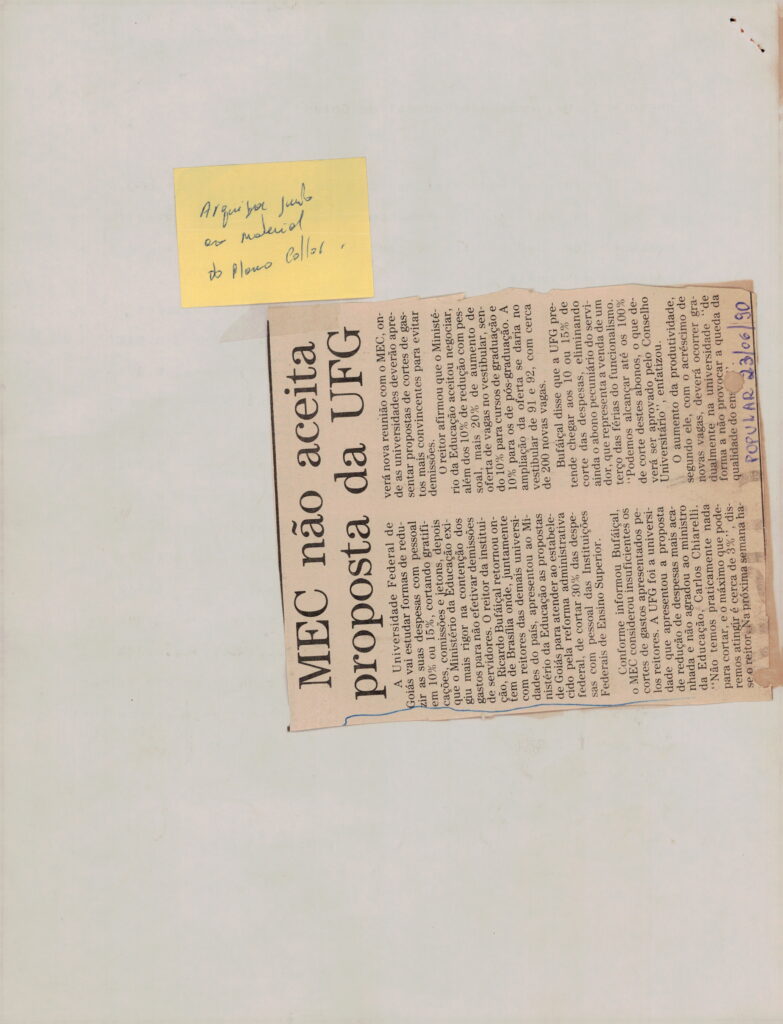 Arquivar junto
ao material
do Plano Collor.
MEC não aceita
proposta da UFG
A Universidade Federal de
Goiás vai estudar formas de redu-
zir as suas despesas com pessoal
em 10% ou 15%, cortando gratifi-
cações, comissões e jetons, depois
que o Ministério da Educação exi-
giu mais rigor na contenção dos
gastos para não efetivar demissões
de servidores. O reitor da institui-
ção, Ricardo Bufáiçal retornou on-
tem de Brasília onde, juntamente
com reitores das demais universi-
dades do país, apresentou ao Mi-
nistério da Educação as propostas
de Goiás para atender ao estabele-
cido pela reforma administrativa
federal, de cortar 30% das despe-
sas com pessoal das Instituições
Federais de Ensino Superior.
Conforme informou Bufáiçal,
o MEC considerou insuficientes os
cortes de gastos apresentados pe-
los reitores. A UFG foi a universi-
dade que apresentou a proposta
de redução de despesas mais aca-
nhada e não agradou ao ministro
da Educação, Carlos Chiarelli.
"Não temos praticamente nada
para cortar, e o máximo que pode-
remos atingir é cerca de 3%", dis-
se o reitor. Na próxima semana ha-
verá nova reunião com o MEC, on-
de as universidades deverão apre-
sentar propostas de cortes de gas-
tos mais convincentes para evitar
demissões.
O reitor afirmou que o Ministé-
rio da Educação aceitou negociar,
além dos 10% de redução com pes-
soal, mais 20% de aumento de
oferta de vagas no vestibular, sen-
do 10% para cursos de graduação e
10% para os de pós-graduação. A
ampliação da oferta se daria no
vestibular de 91 e 92, com cerca
de 200 novas vagas.
Bufáiçal disse que a UFG pre-
tende chegar aos 10 ou 15% de
corte das despesas, eliminando
ainda o abono pecuniário do servi-
dor, que representa a venda de um
terço das férias do funcionalismo.
"Podemos alcançar até os 100%
de corte destes abonos, o que de-
verá ser aprovado pelo Conselho
Universitário", enfatizou.
O aumento da produtividade,
segundo ele, com o acréscimo de
novas vagas, deverá ocorrer gra-
dualmente na universidade "de
forma a não provocar a queda da
qualidade do
POPULAR 23/06/90